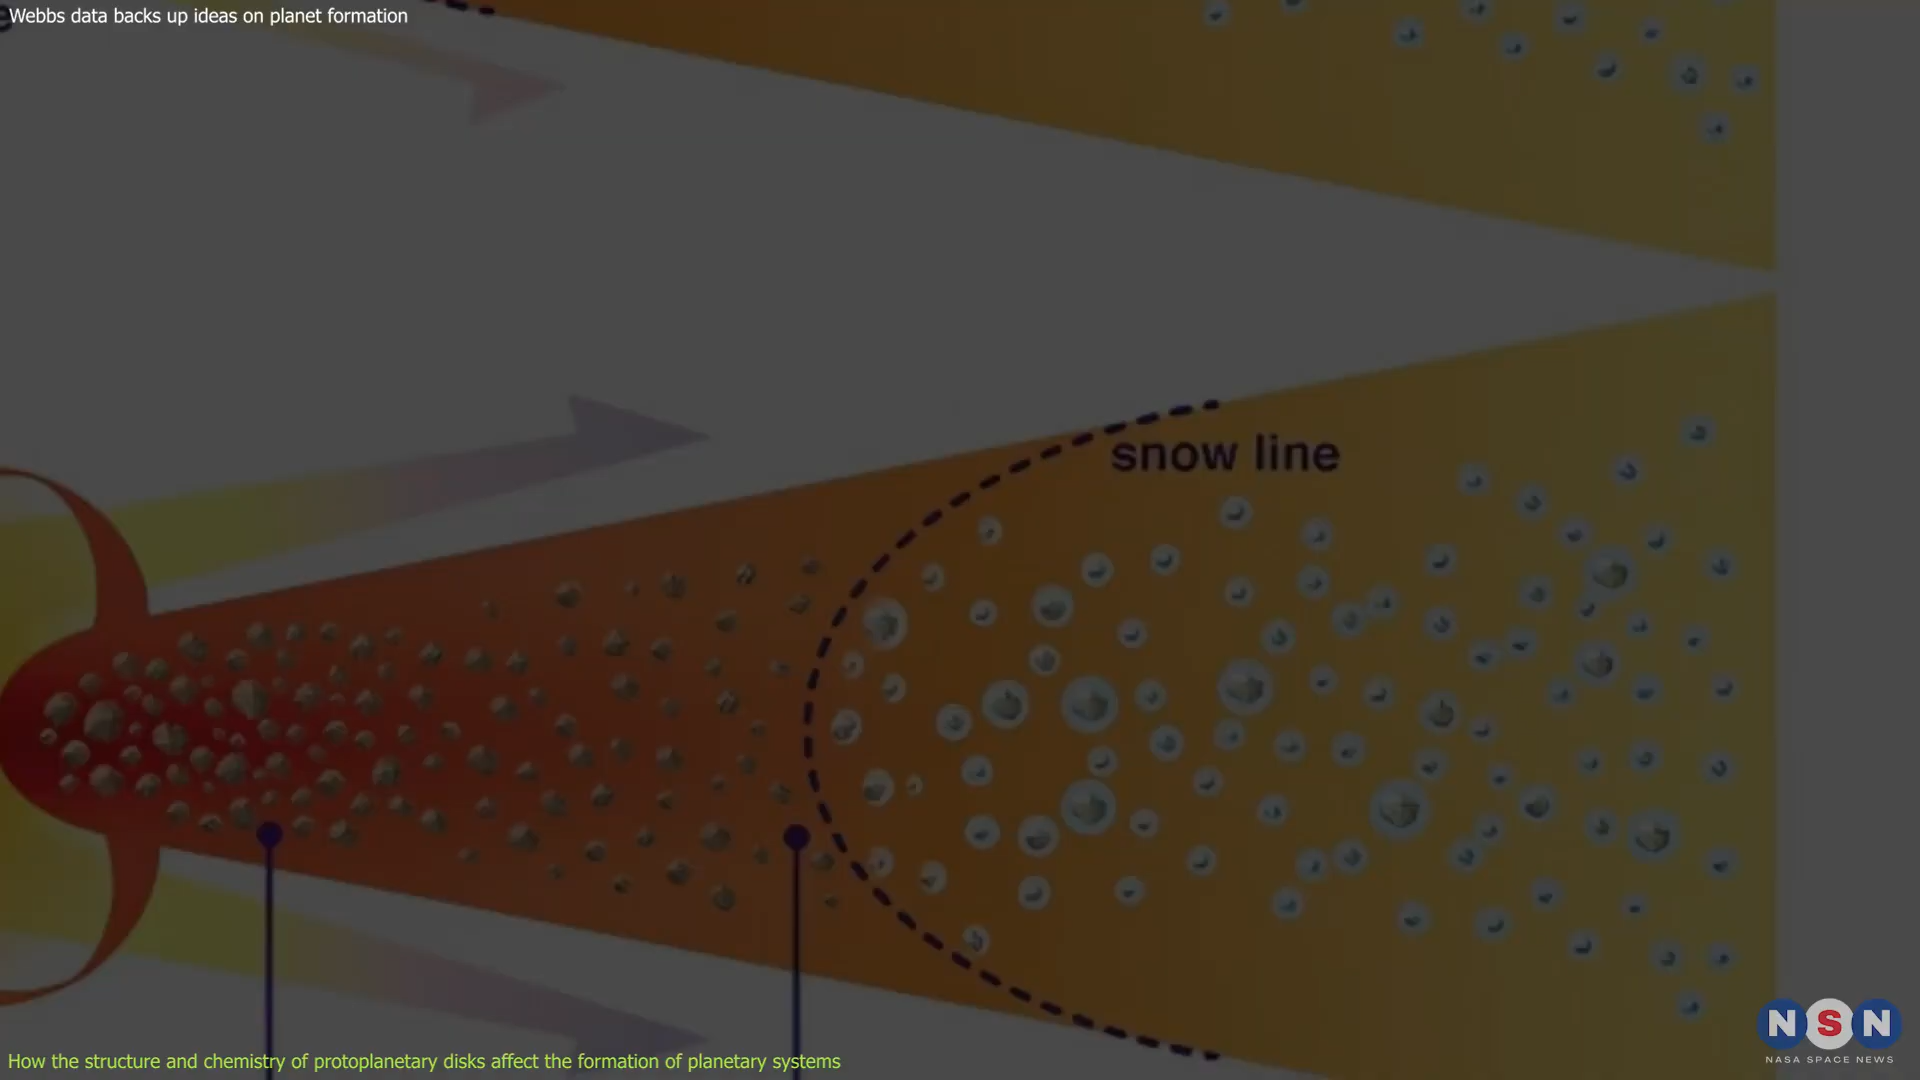 Webbs data backs up ideas on planet formation
snow line
How the structure and chemistry of protoplanetary disks affect the formation of planetary systems
NSN
NASA SPACE NEWS